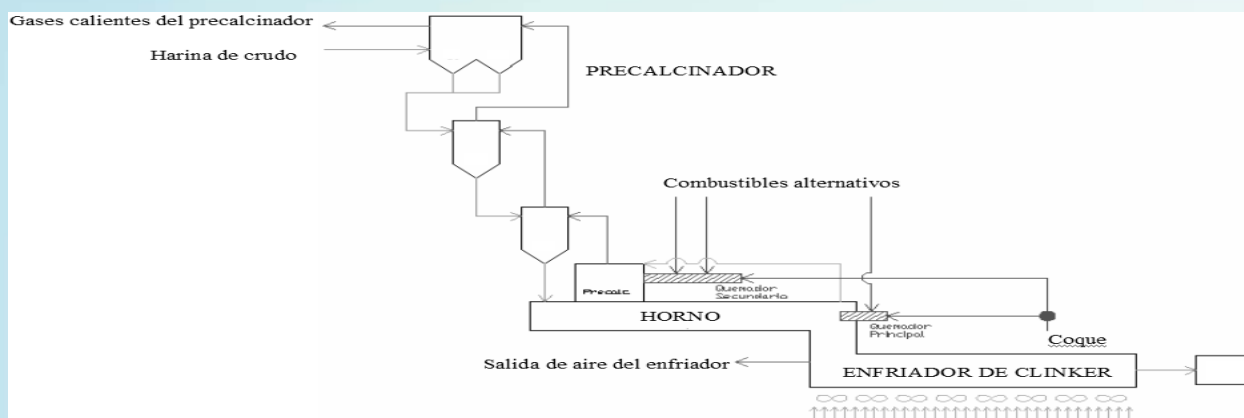 Gases calientes del precalcinador
Harina de crudo
PRECALCINADOR
Combustibles alternativos
Precalc
Quemador
Secundario
HORNO
Quemador
Principal
Coque
Salida de aire del enfriador
ENFRIADOR DE CLINKER